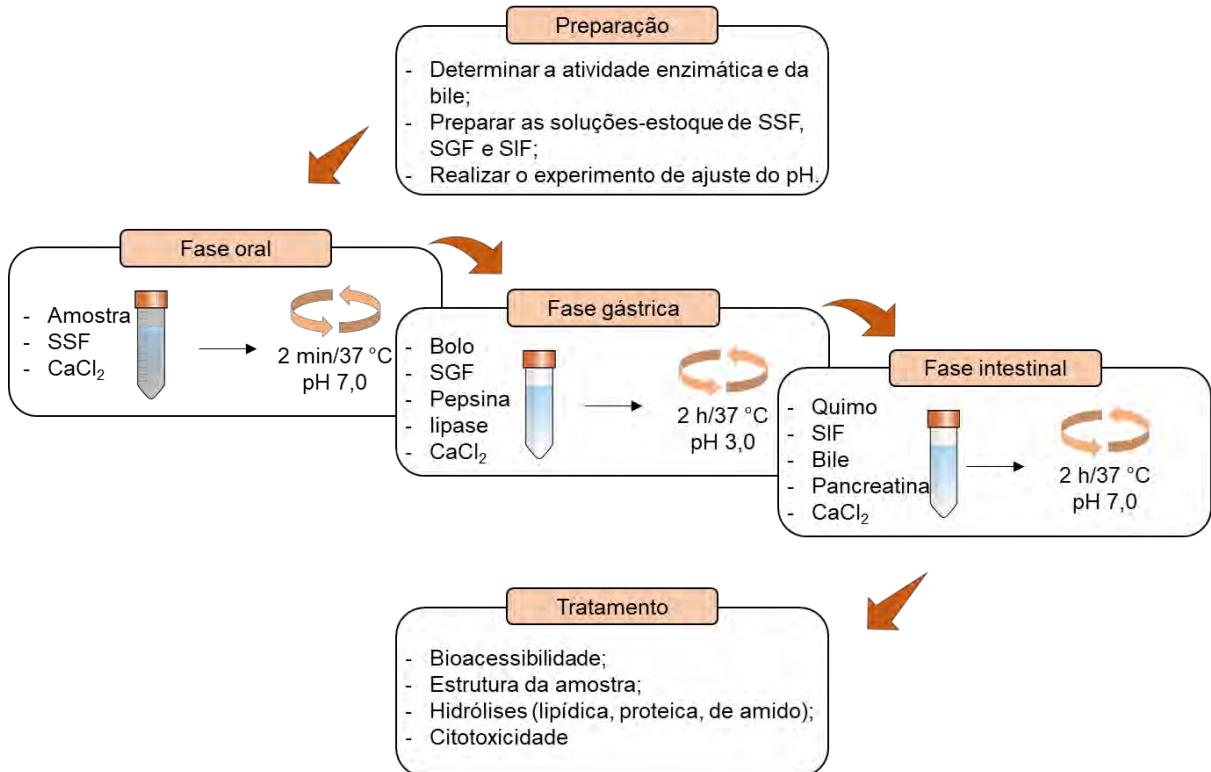 Preparação
- Determinar a atividade enzimática e da
bile;
- Preparar as soluções-estoque de SSF,
SGF e SIF;
- Realizar o experimento de ajuste do pH.
Fase oral
- Amostra
- SSF
- CaCl₂
2 min/37 °C
pH 7,0
Fase gástrica
- Bolo
- SGF
- Pepsina
- lipase
- CaCl₂
2 h/37 °C
pH 3,0
Fase intestinal
- Quimo
- SIF
- Bile
- Pancreatina
- CaCl₂
2 h/37 °C
pH 7,0
Tratamento
- Bioacessibilidade;
- Estrutura da amostra;
- Hidrólises (lipídica, proteica, de amido);
- Citotoxicidade